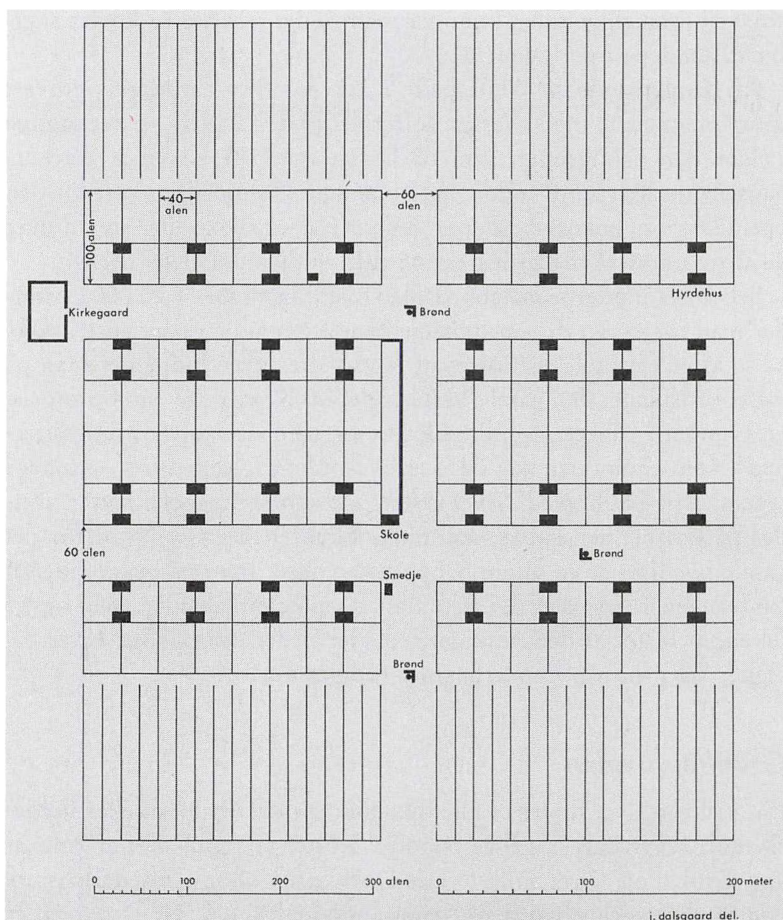 40
alen
60
alen
100 alen
Kirkegaard
Hyrdehus
Brønd
Skole
60 alen
Brønd
Smedje
Brønd
0 100 200 300 alen
0 100 200 meter
j. dalsgaard del.